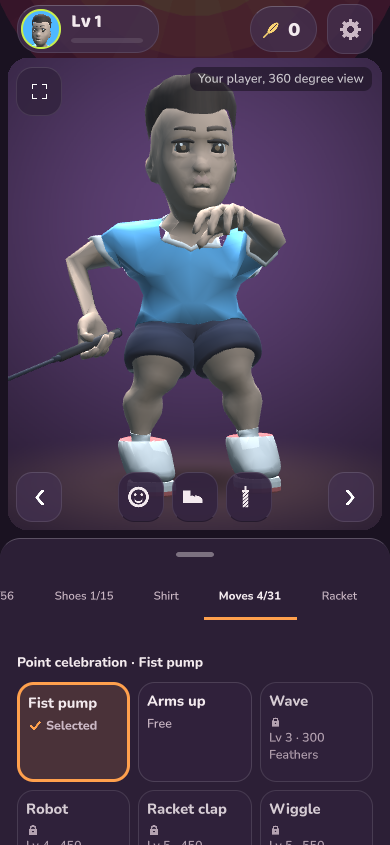 Lv 1
0
Your player, 360 degree view
/56
Shoes 1/15
Shirt
Moves 4/31
Racket
Point celebration · Fist pump
Fist pump
Selected
Arms up
Free
Wave
Lv 3 · 300
Feathers
Robot
Racket clap
Wiggle